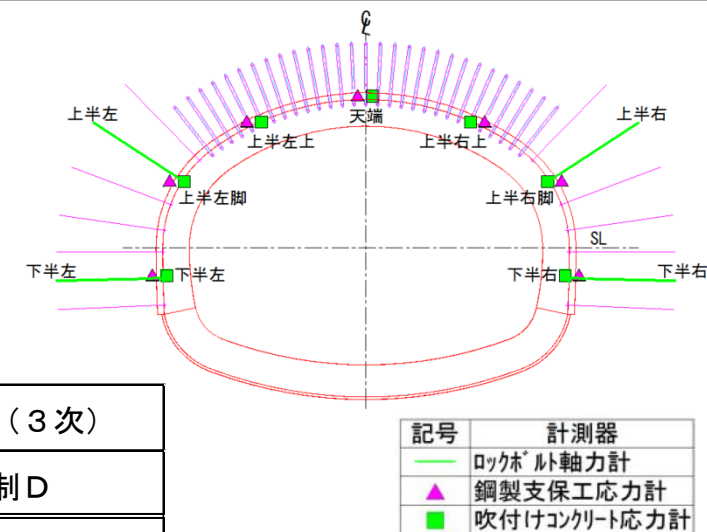 ℄
上半左
天端
上半右
上半左上
上半右上
上半左脚
上半右脚
SL
下半左
下半左
下半右
下半右
（３次）
制Ｄ
記号 計測器
ﾛｯｸﾎﾞﾙﾄ軸力計
鋼製支保工応力計
吹付けｺﾝｸﾘｰﾄ応力計